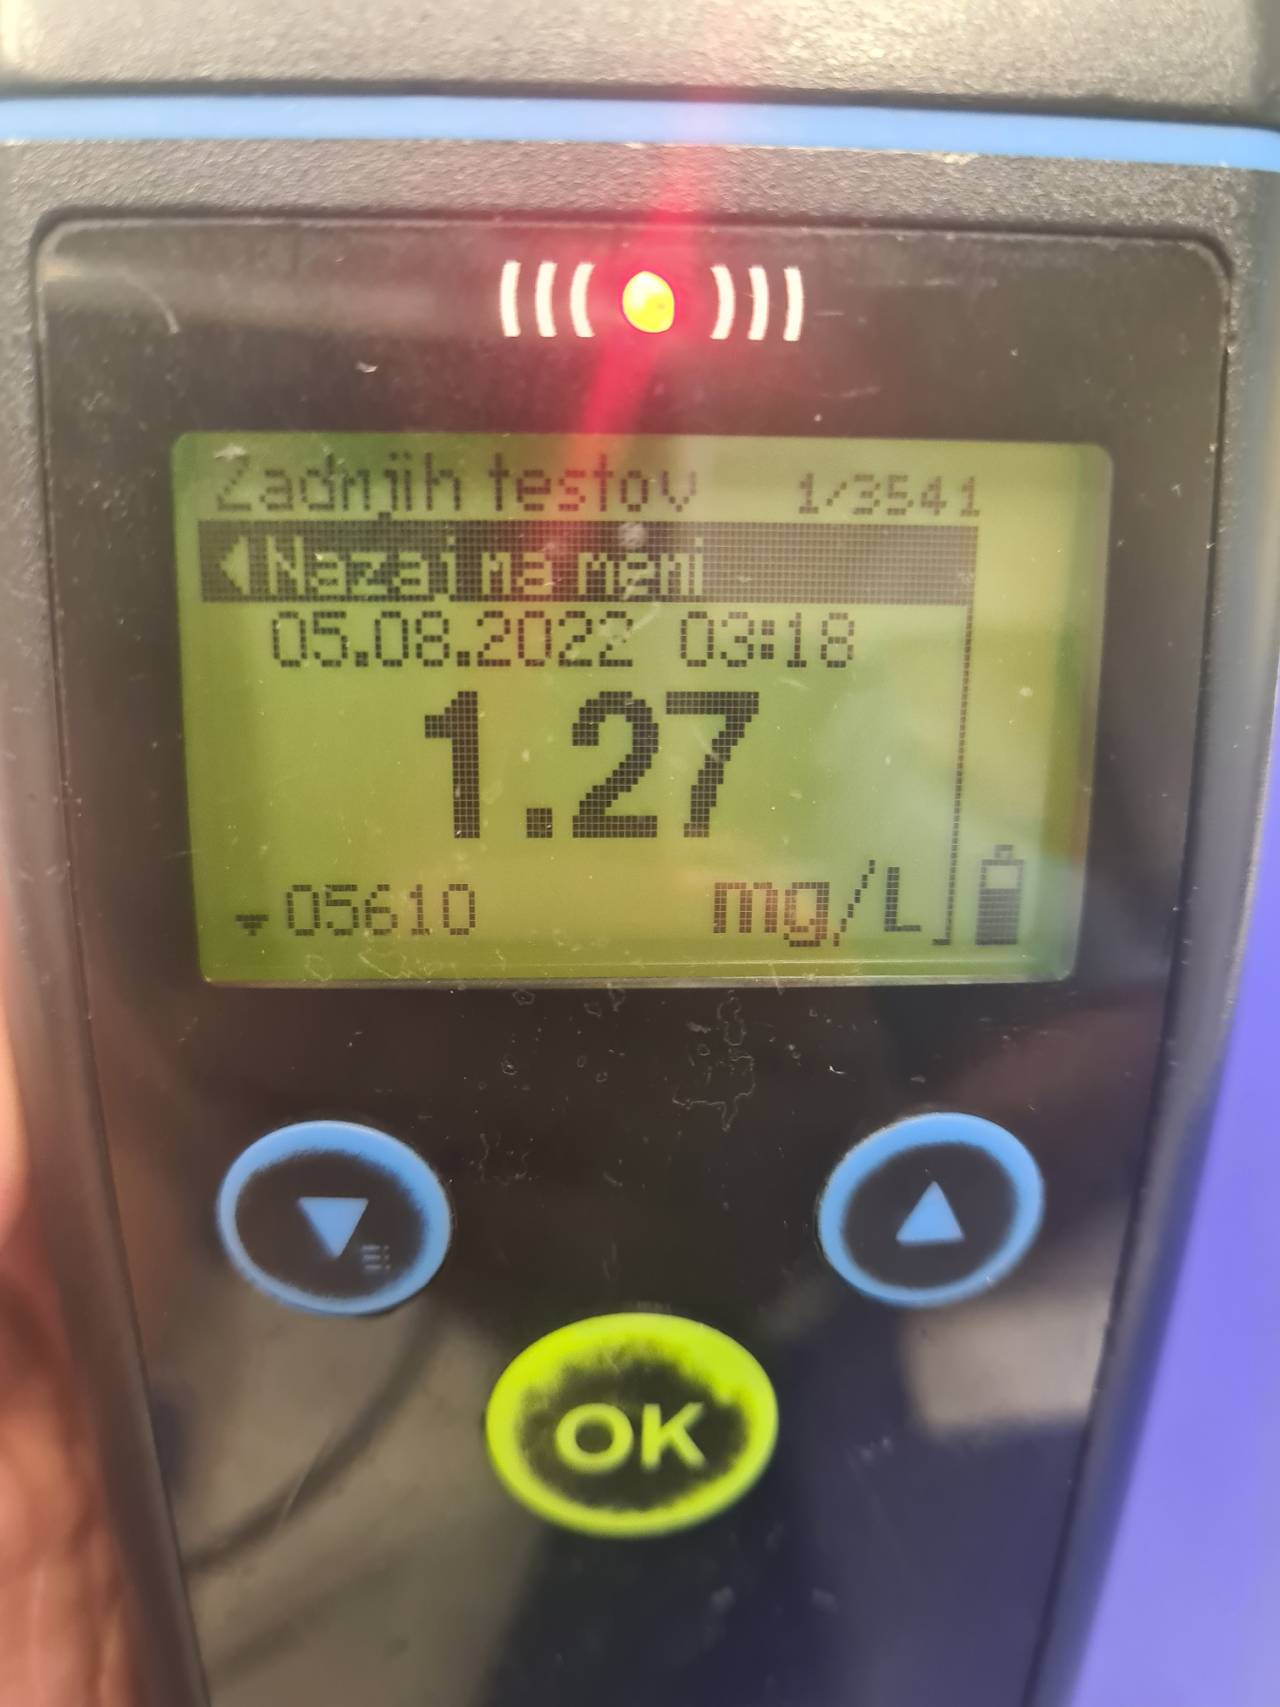 Zadnjih testov 1/3541
Nazaj na meni
05.08.2022 03:18
1.27
05610 mg/L
OK